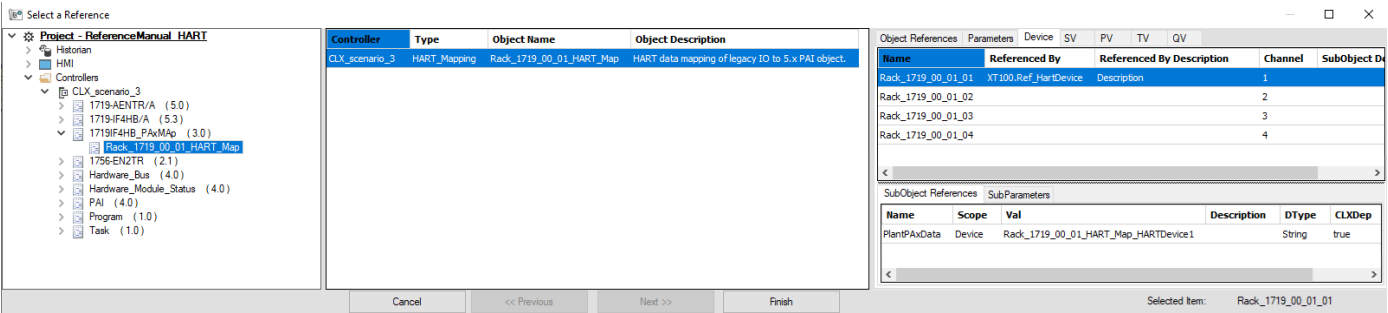 Select a Reference
Project - ReferenceManual_HART
Historian
HMI
Controllers
CLX_scenario_3
1719-AENTR/A (5.0)
1719-IF4HB/A (5.3)
1719IF4HB_PAxMAp (3.0)
Rack_1719_00_01_HART_Map
1756-EN2TR (2.1)
Hardware_Bus (4.0)
Hardware_Module_Status (4.0)
PAI (4.0)
Program (1.0)
Task (1.0)
Controller Type Object Name Object Description
CLX_scenario_3 HART_Mapping Rack_1719_00_01_HART_Map HART data mapping of legacy IO to 5.x PAI object.
Object References Parameters Device SV PV TV QV
Name Referenced By Referenced By Description Channel SubObject De
Rack_1719_00_01_01 XT100.Ref_HartDevice Description 1
Rack_1719_00_01_02 2
Rack_1719_00_01_03 3
Rack_1719_00_01_04 4
SubObject References SubParameters
Name Scope Val Description DType CLXDep
PlantPAxData Device Rack_1719_00_01_HART_Map_HARTDevice1 String true
Cancel << Previous Next >> Finish
Selected Item: Rack_1719_00_01_01